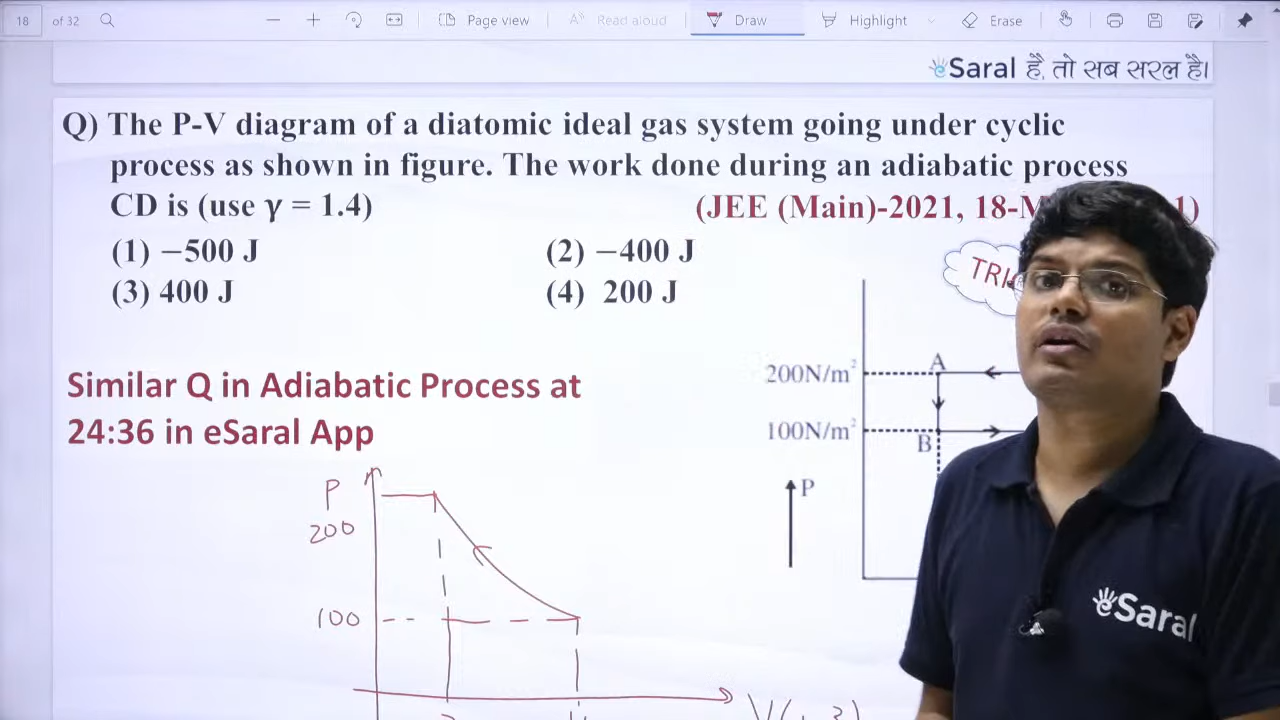 18 of 32 Page view Read aloud Draw Highlight Erase
eSaral है, तो सब सरल है।
Q) The P-V diagram of a diatomic ideal gas system going under cyclic
process as shown in figure. The work done during an adiabatic process
CD is (use γ = 1.4)
(JEE (Main)-2021, 1)
(1) −500 J
(2) −400 J
(3) 400 J
(4) 200 J
Similar Q in Adiabatic Process at
24:36 in eSaral App
200N/m²
A
100N/m²
B
P
P
200
100
eSaral